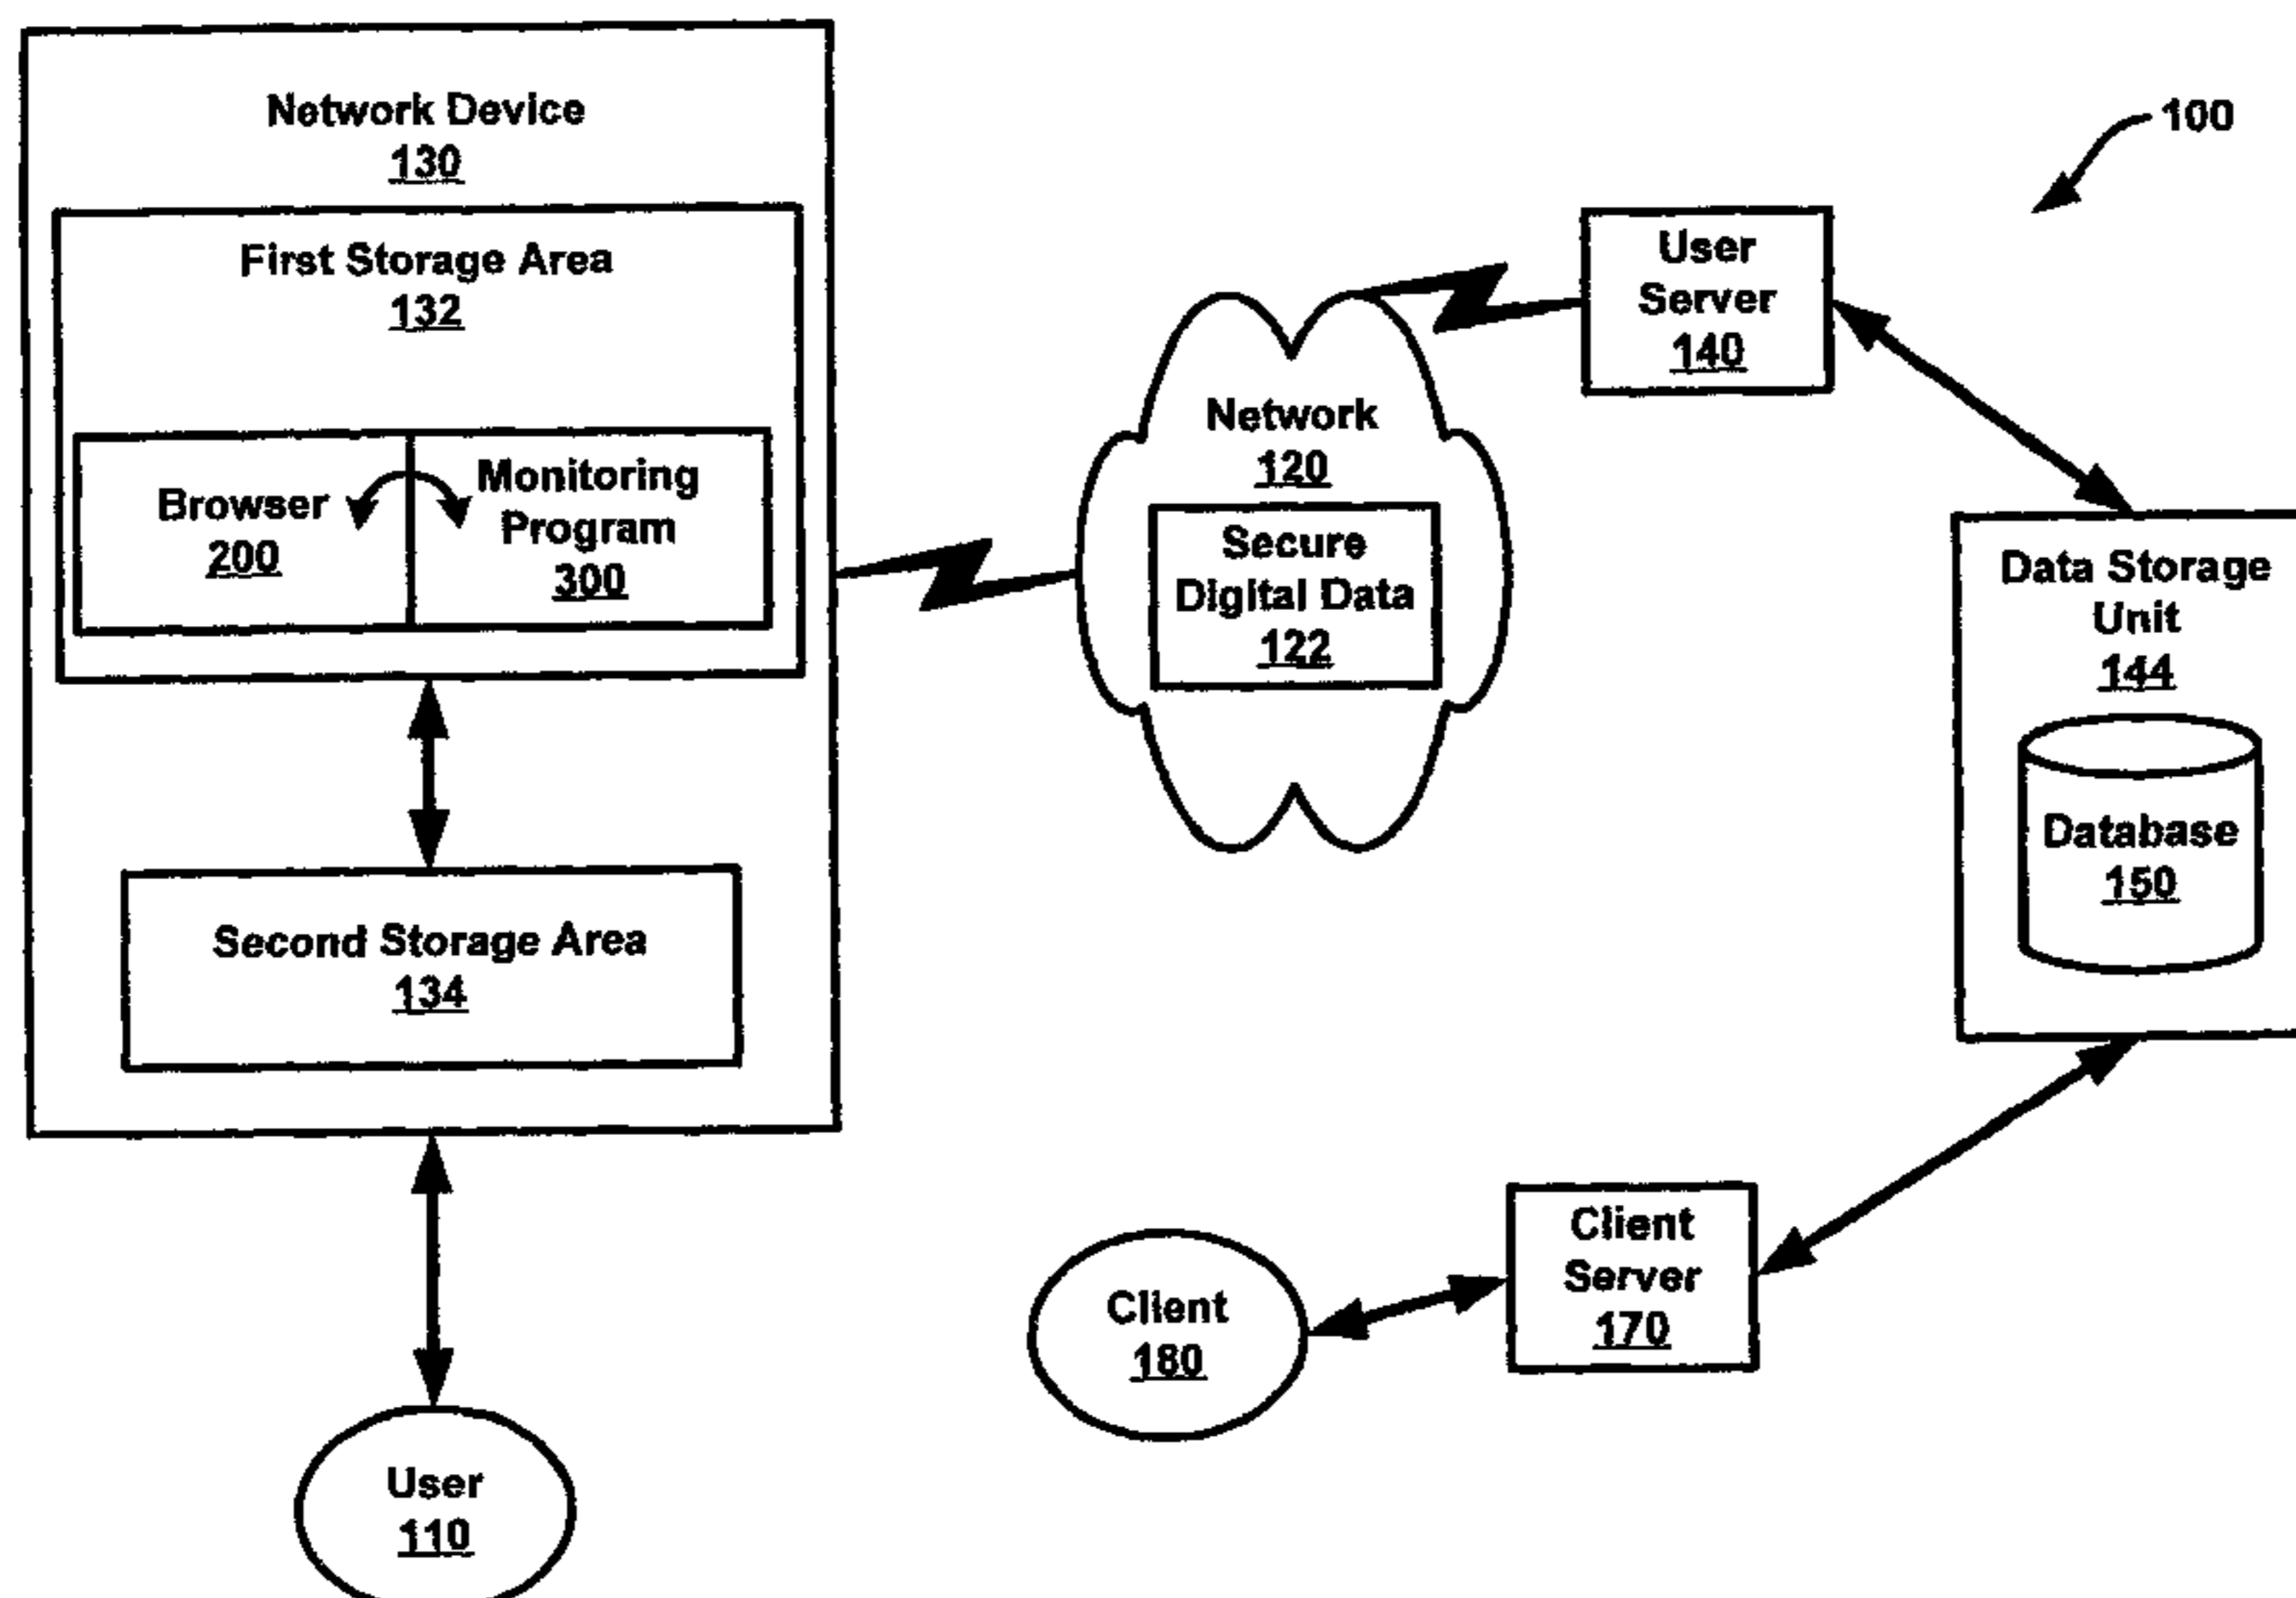 Network Device
130
First Storage Area
132
Browser
200
Monitoring
Program
300
Second Storage Area
134
User
110
Network
120
Secure
Digital Data
122
100
User
Server
140
Data Storage
Unit
144
Database
150
Client
Server
170
Client
180